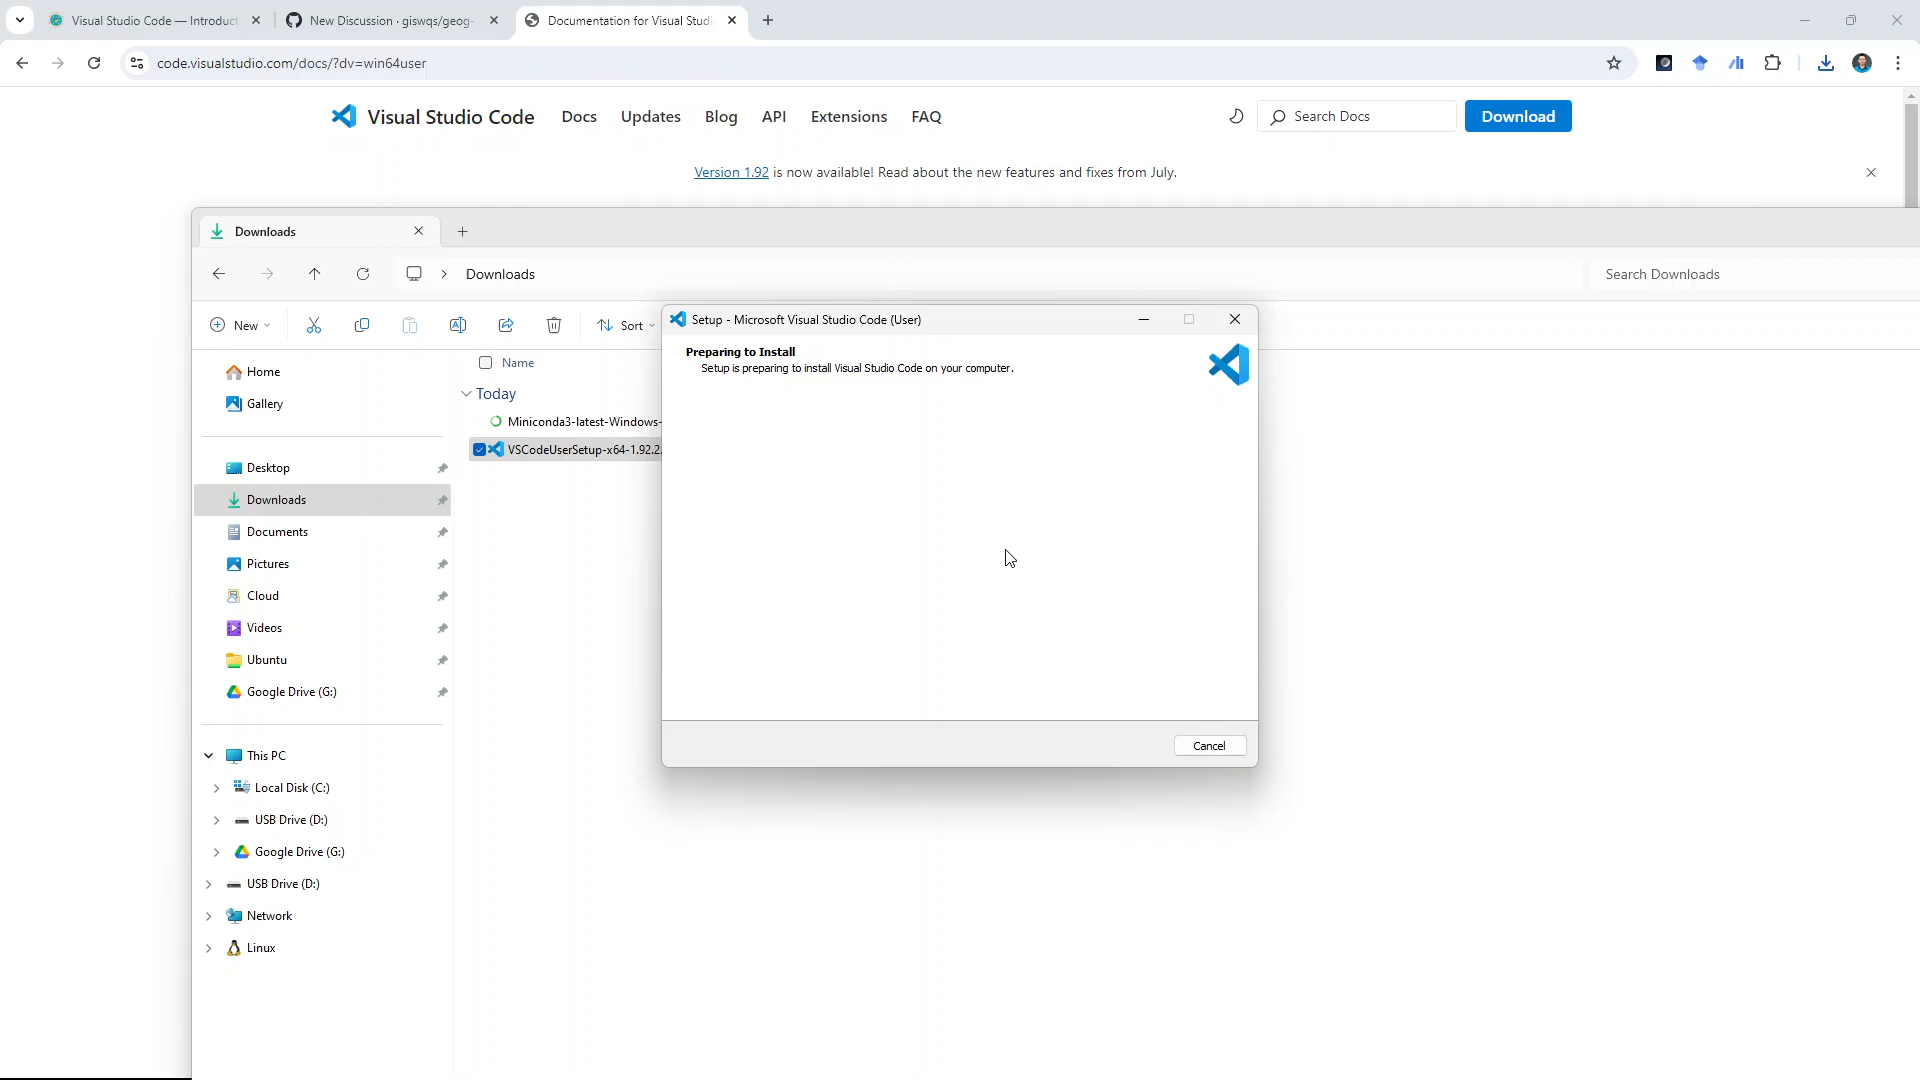 Visual Studio Code — Introduct
New Discussion · giswqs/geog-
Documentation for Visual Studi
code.visualstudio.com/docs/?dv=win64user
Visual Studio Code
Docs
Updates
Blog
API
Extensions
FAQ
Search Docs
Download
Version 1.92 is now available! Read about the new features and fixes from July.
Downloads
Downloads
Search Downloads
New
Sort
Setup - Microsoft Visual Studio Code (User)
Preparing to Install
Setup is preparing to install Visual Studio Code on your computer.
Name
Today
Miniconda3-latest-Windows-
VSCodeUserSetup-x64-1.92.2.
Home
Gallery
Desktop
Downloads
Documents
Pictures
Cloud
Videos
Ubuntu
Google Drive (G:)
This PC
Local Disk (C:)
USB Drive (D:)
Google Drive (G:)
USB Drive (D:)
Network
Linux
Cancel